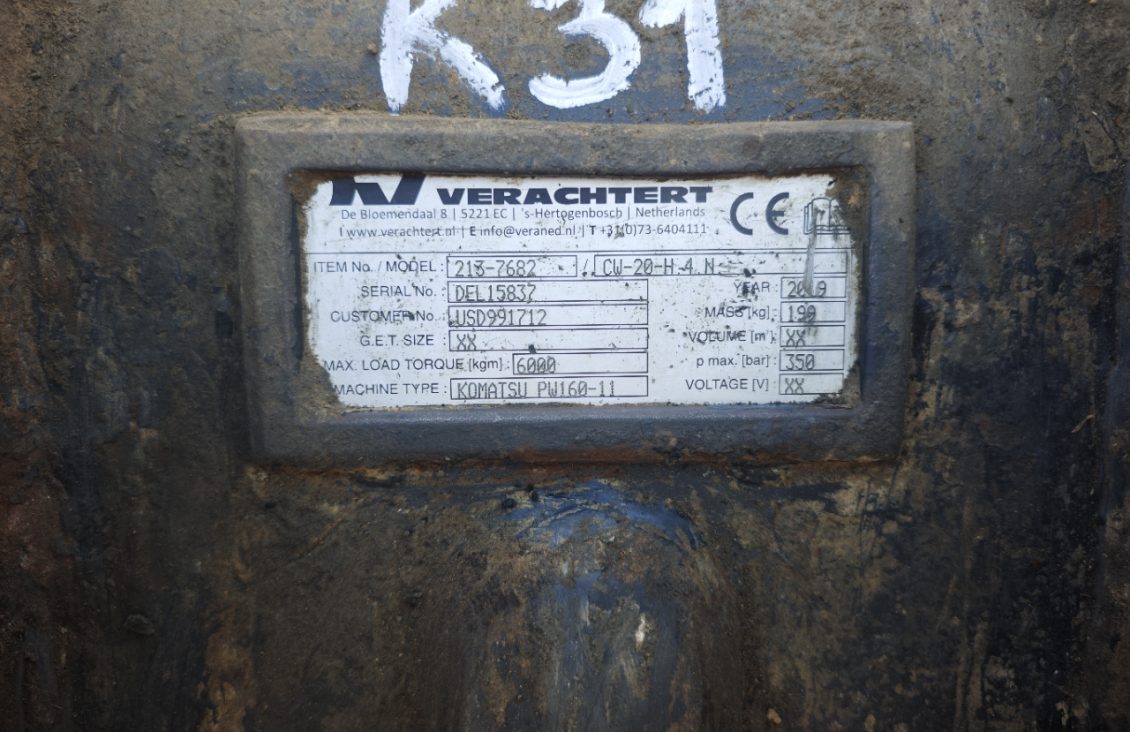 K31
VERACHTERT
De Bloemendaal 8 | 5221 EC | 's-Hertogenbosch | Netherlands
I www.verachtert.nl | E info@veraned.nl | T +31(0)73-6404111
CE
ITEM No. / MODEL : 213-7682 / CW-20-H.4.N
SERIAL No. : DEL15837 YEAR : 2019
CUSTOMER No. : USD991712 MASS [kg] : 199
G.E.T. SIZE : XX VOLUME [m³] : XX
MAX. LOAD TORQUE [kgm] : 6000 p max. [bar] : 350
MACHINE TYPE : KOMATSU PW160-11 VOLTAGE [V] : XX